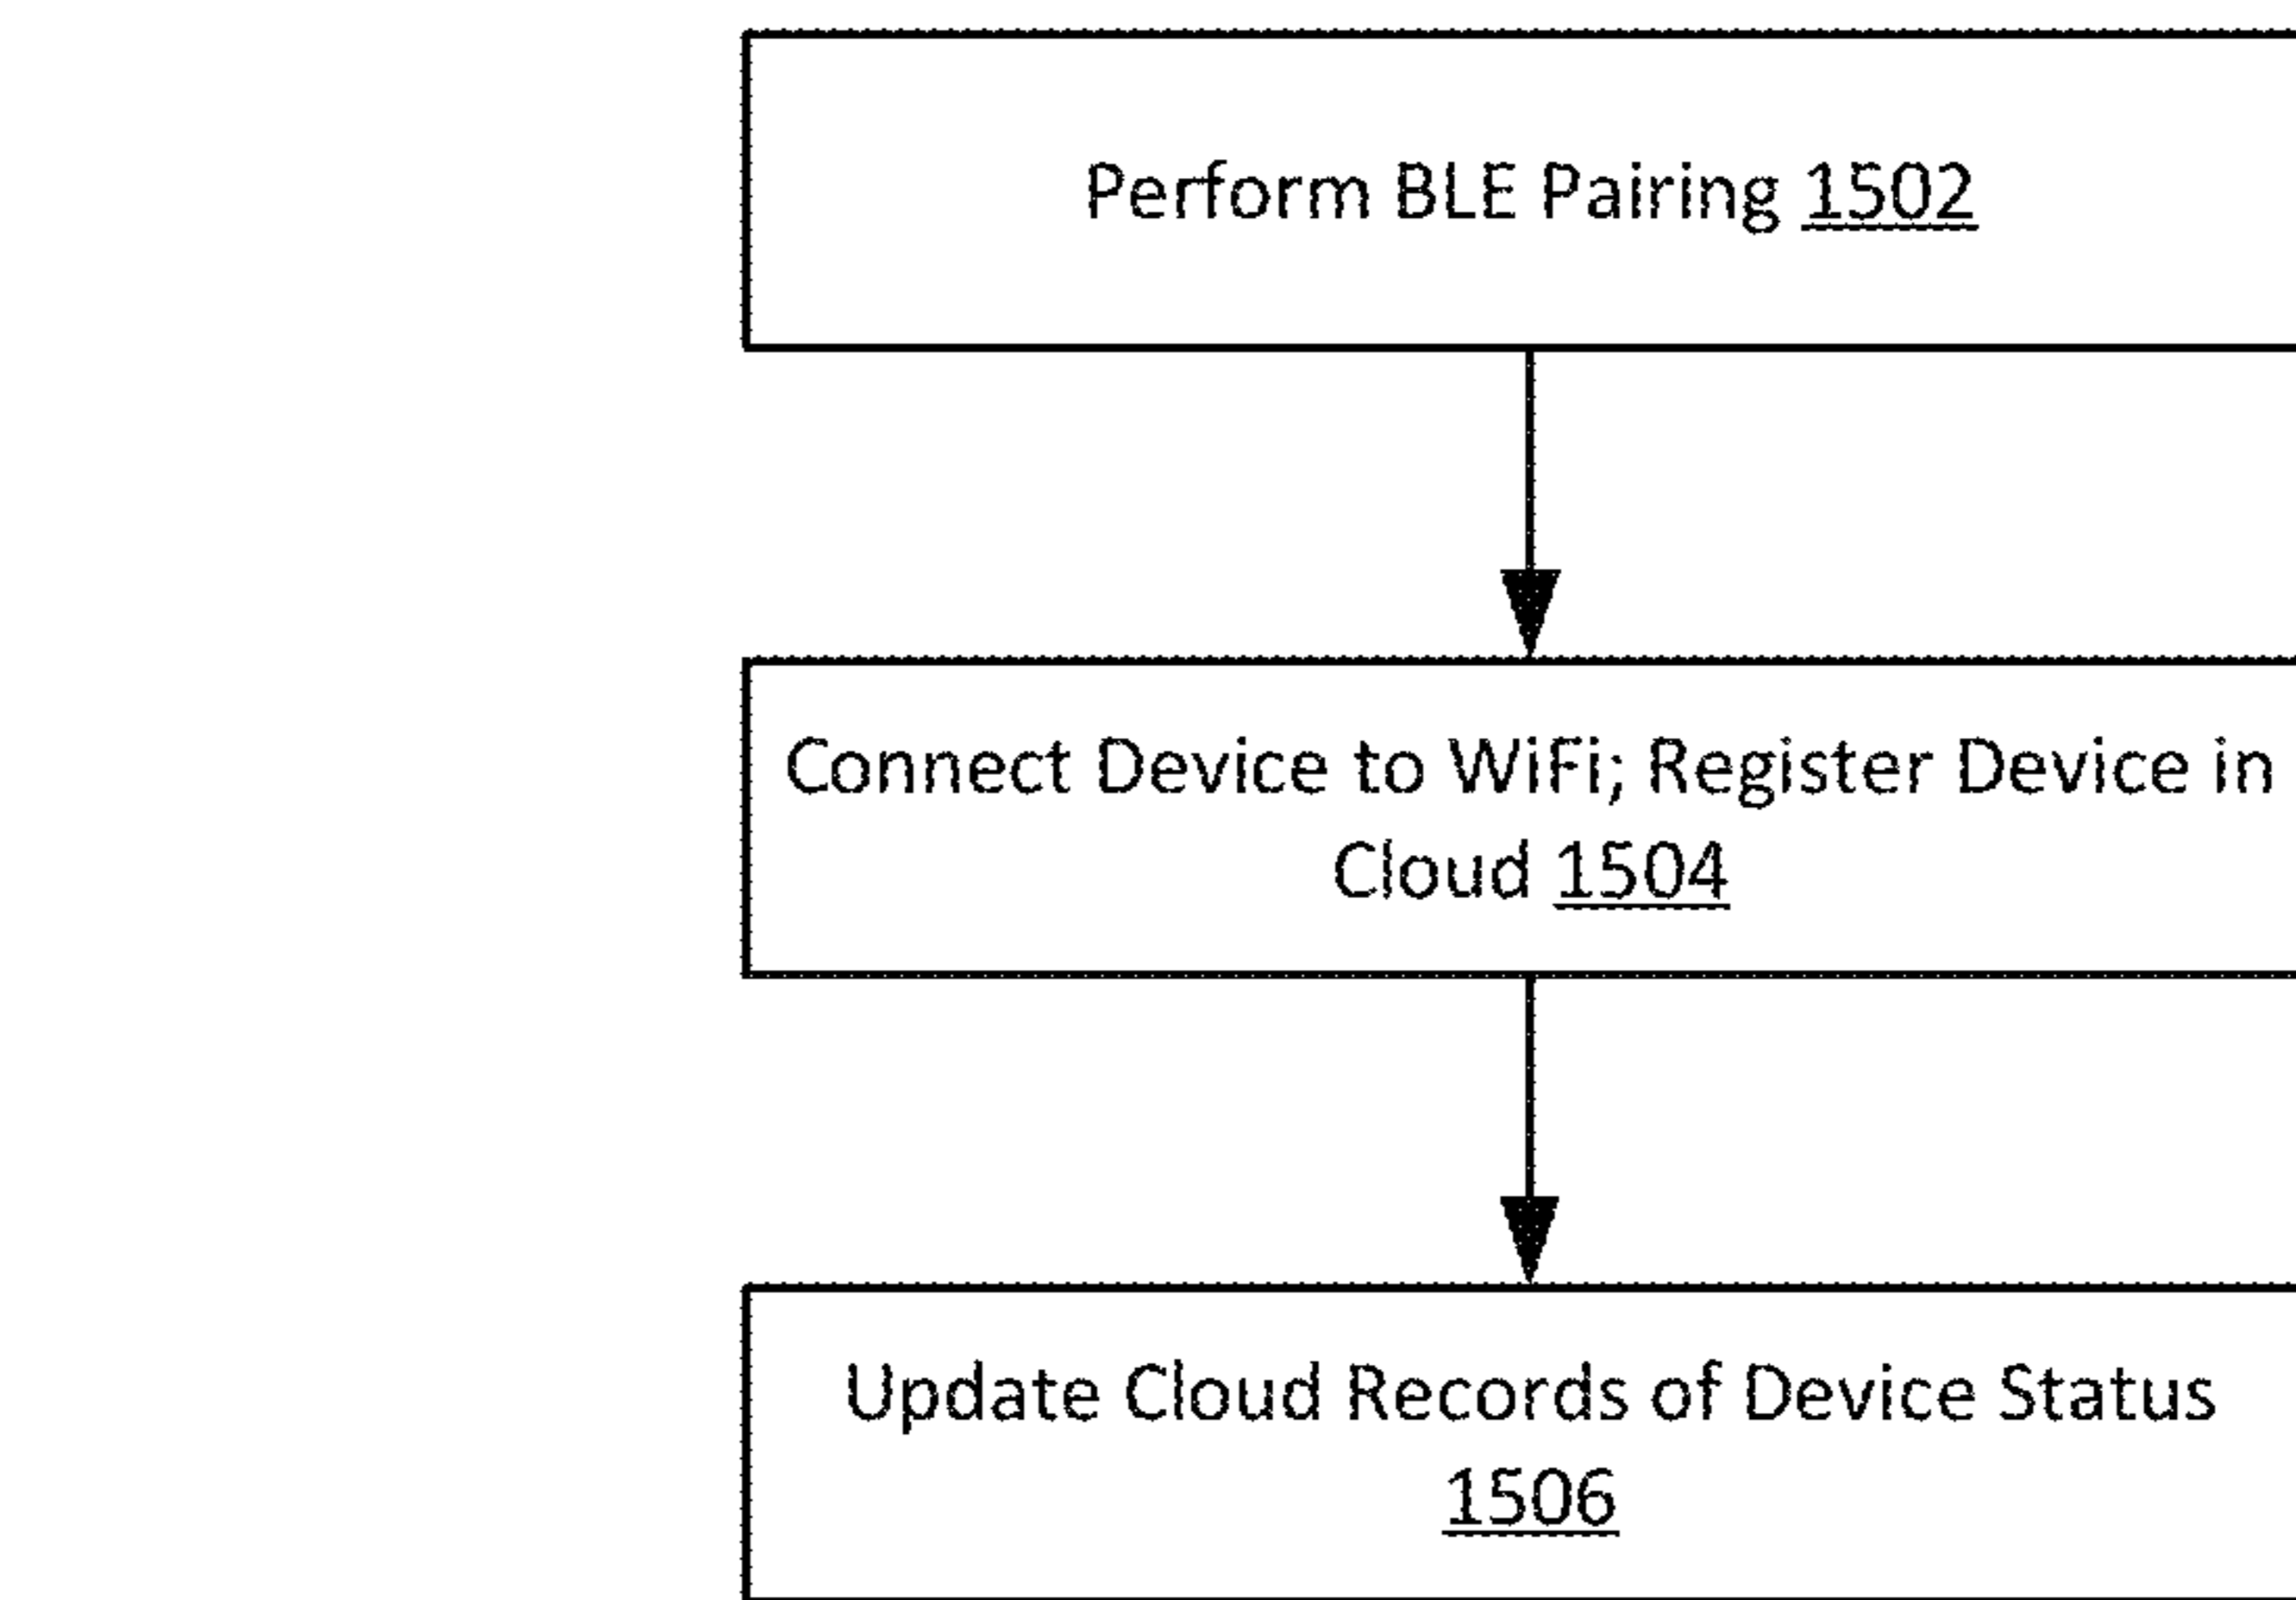 Perform BLE Pairing 1502
Connect Device to WiFi; Register Device in
Cloud 1504
Update Cloud Records of Device Status
1506